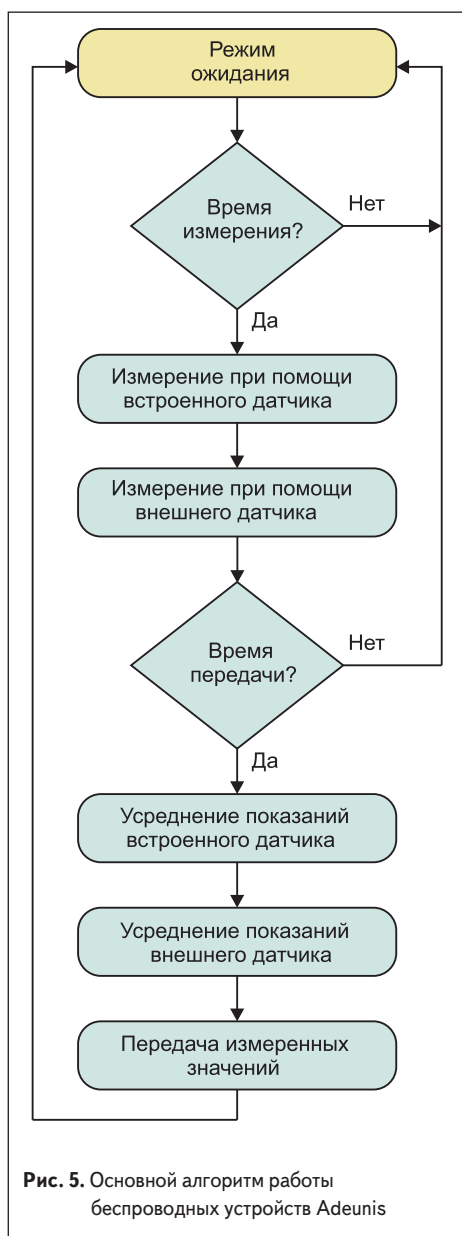 Режим
ожидания
Время
измерения?
Нет
Да
Измерение при помощи
встроенного датчика
Измерение при помощи
внешнего датчика
Время
передачи?
Нет
Да
Усреднение показаний
встроенного датчика
Усреднение показаний
внешнего датчика
Передача измеренных
значений
Рис. 5. Основной алгоритм работы
беспроводных устройств Adeunis